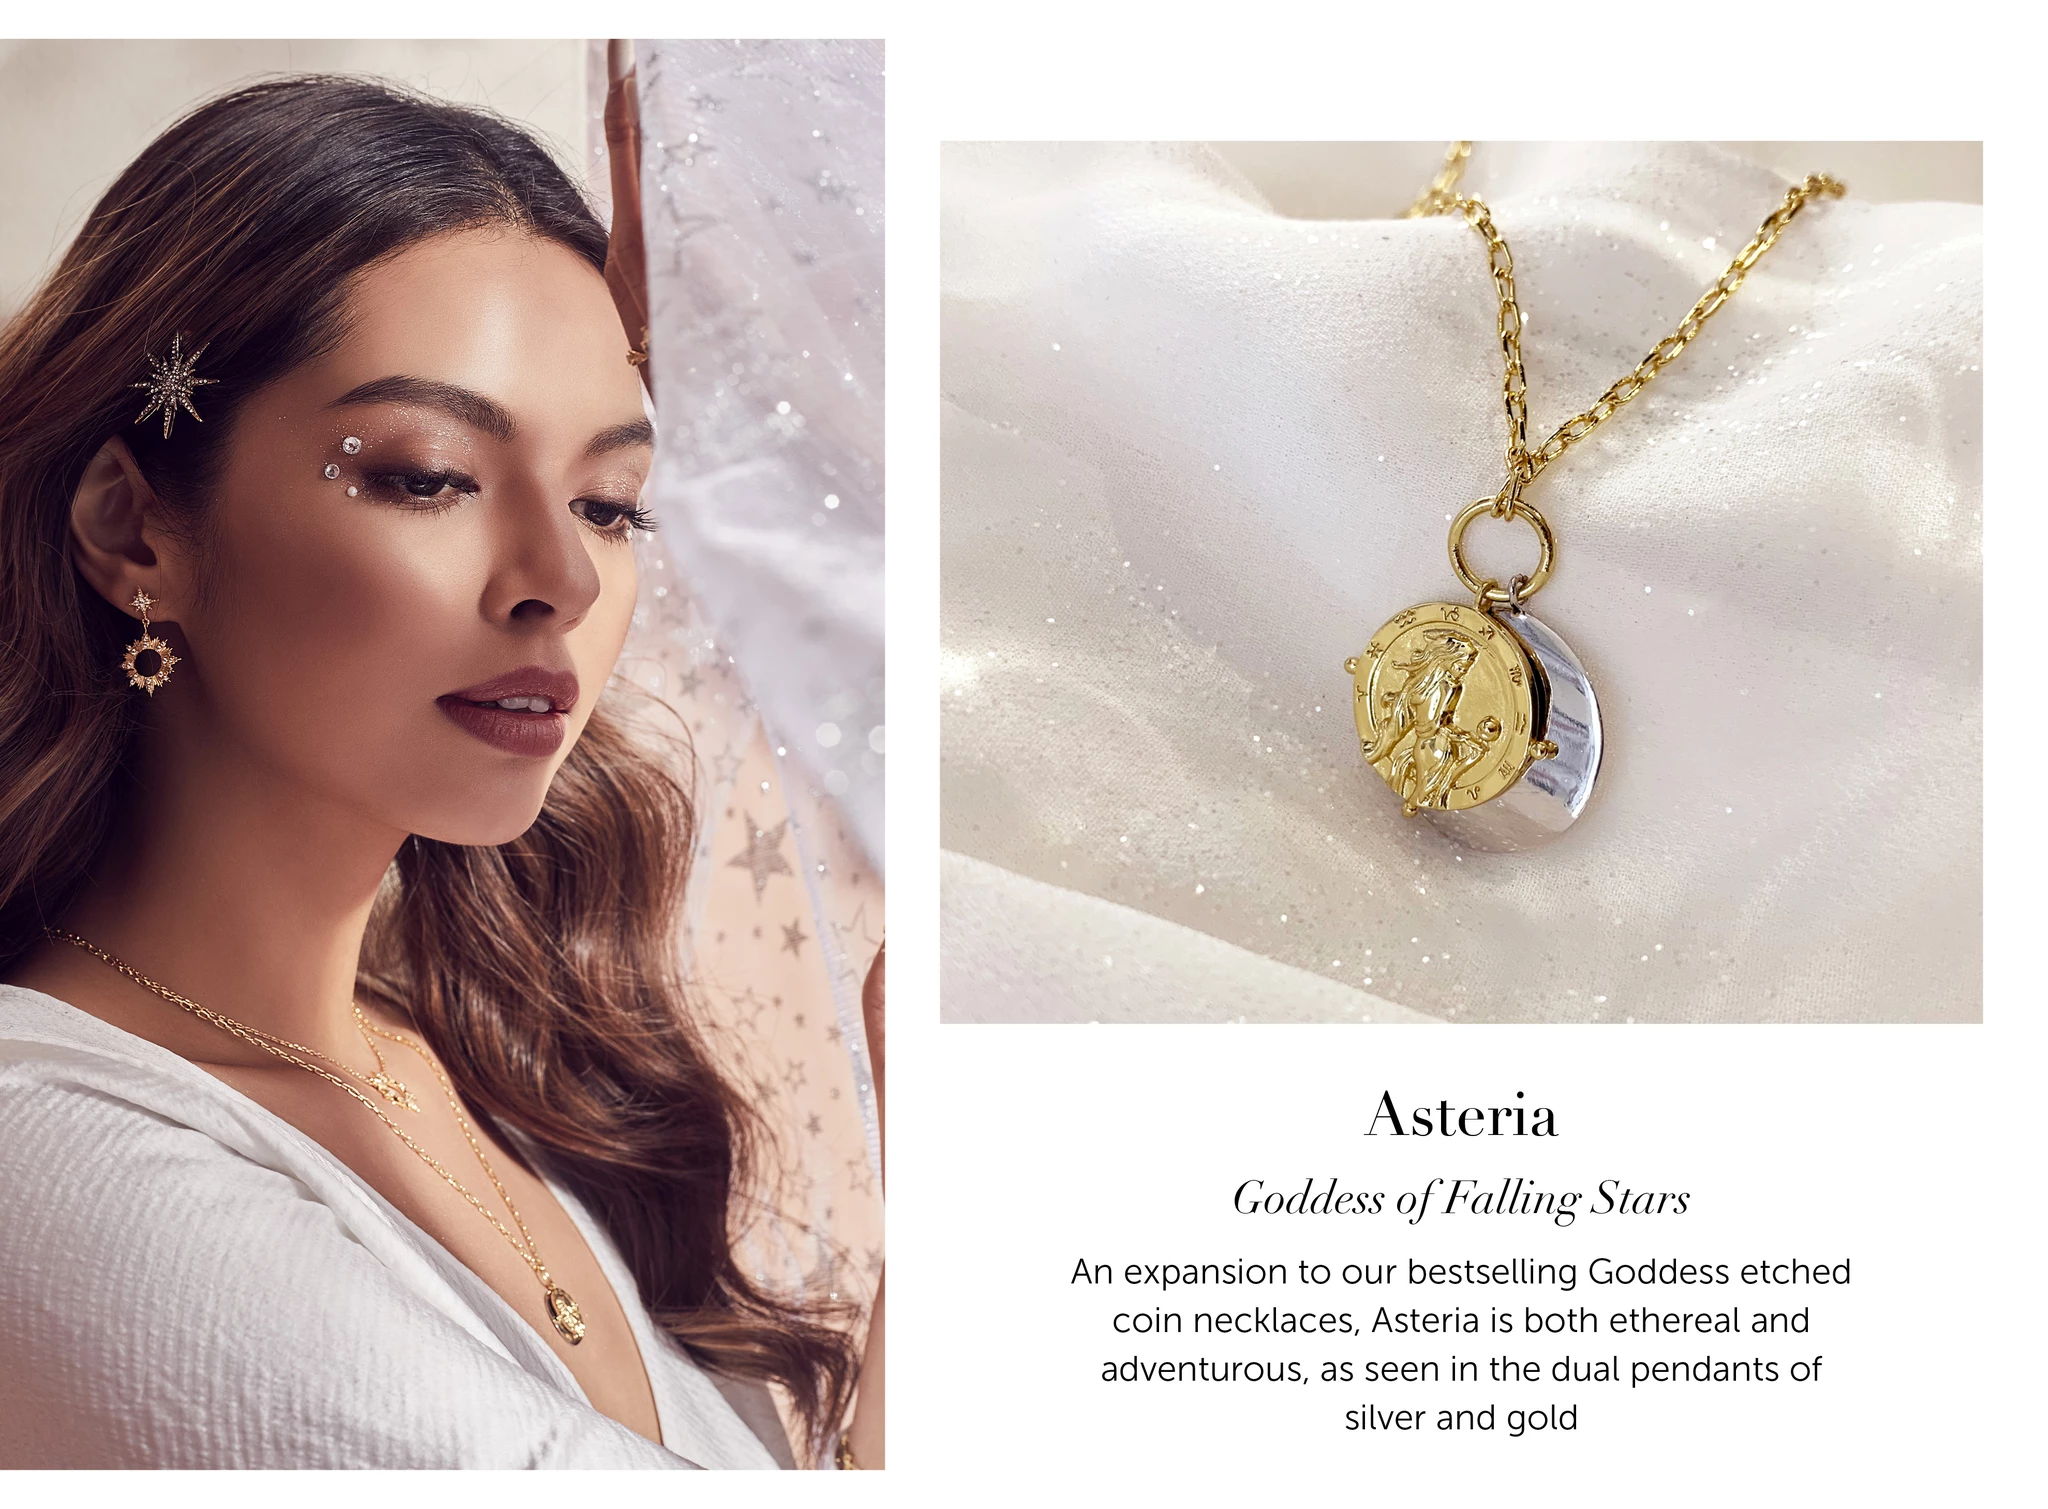 Asteria
Goddess of Falling Stars
An expansion to our bestselling Goddess etched
coin necklaces, Asteria is both ethereal and
adventurous, as seen in the dual pendants of
silver and gold